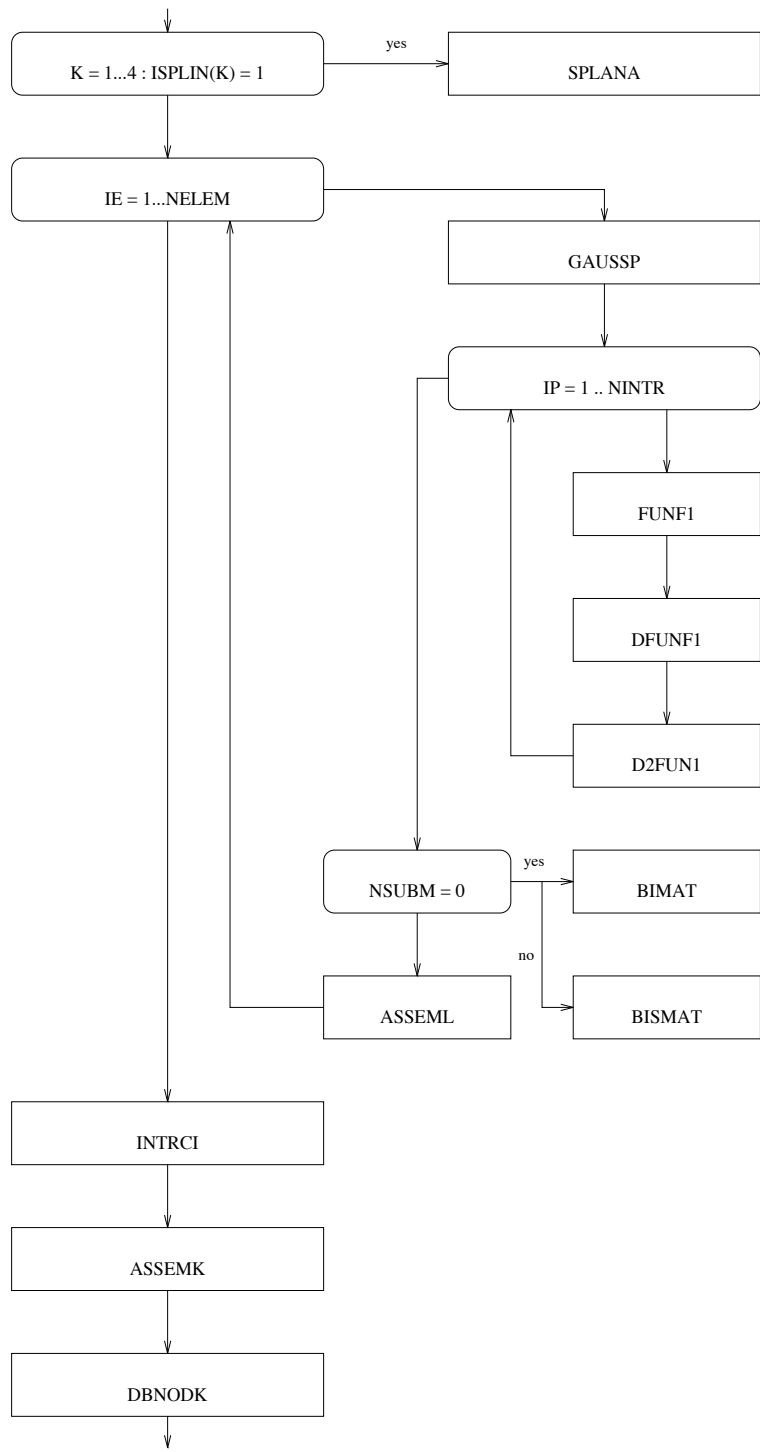 yes
K = 1...4 : ISPLIN(K) = 1
SPLANA
IE = 1...NELEM
GAUSSP
IP = 1 .. NINTR
FUNF1
DFUNF1
D2FUN1
yes
NSUBM = 0
BIMAT
no
ASSEML
BISMAT
INTRCI
ASSEMK
DBNODK